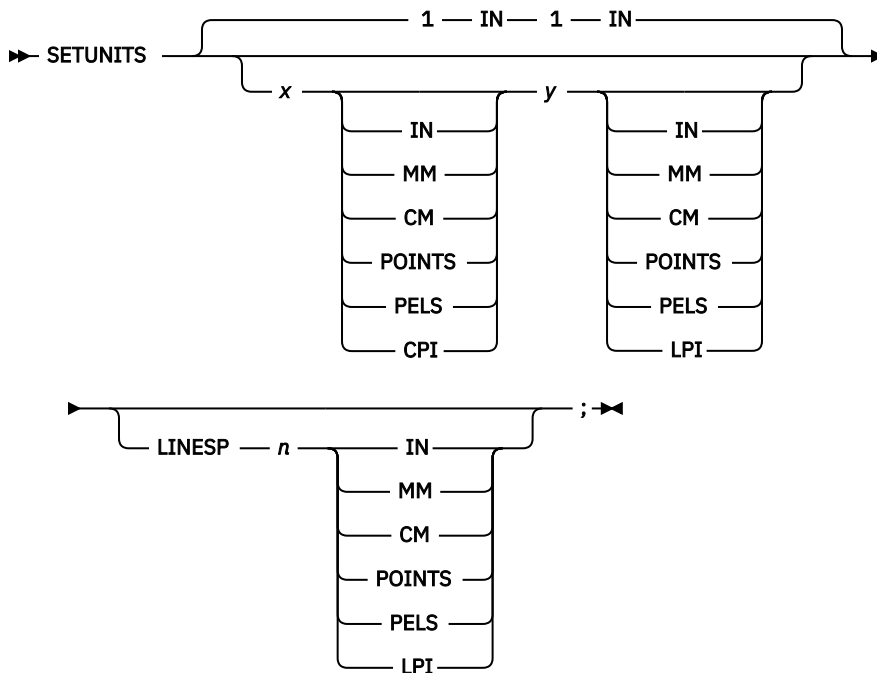 1 IN 1 IN
SETUNITS
x y
IN IN
MM MM
CM CM
POINTS POINTS
PELS PELS
CPI LPI
;
LINESP n IN
MM
CM
POINTS
PELS
LPI